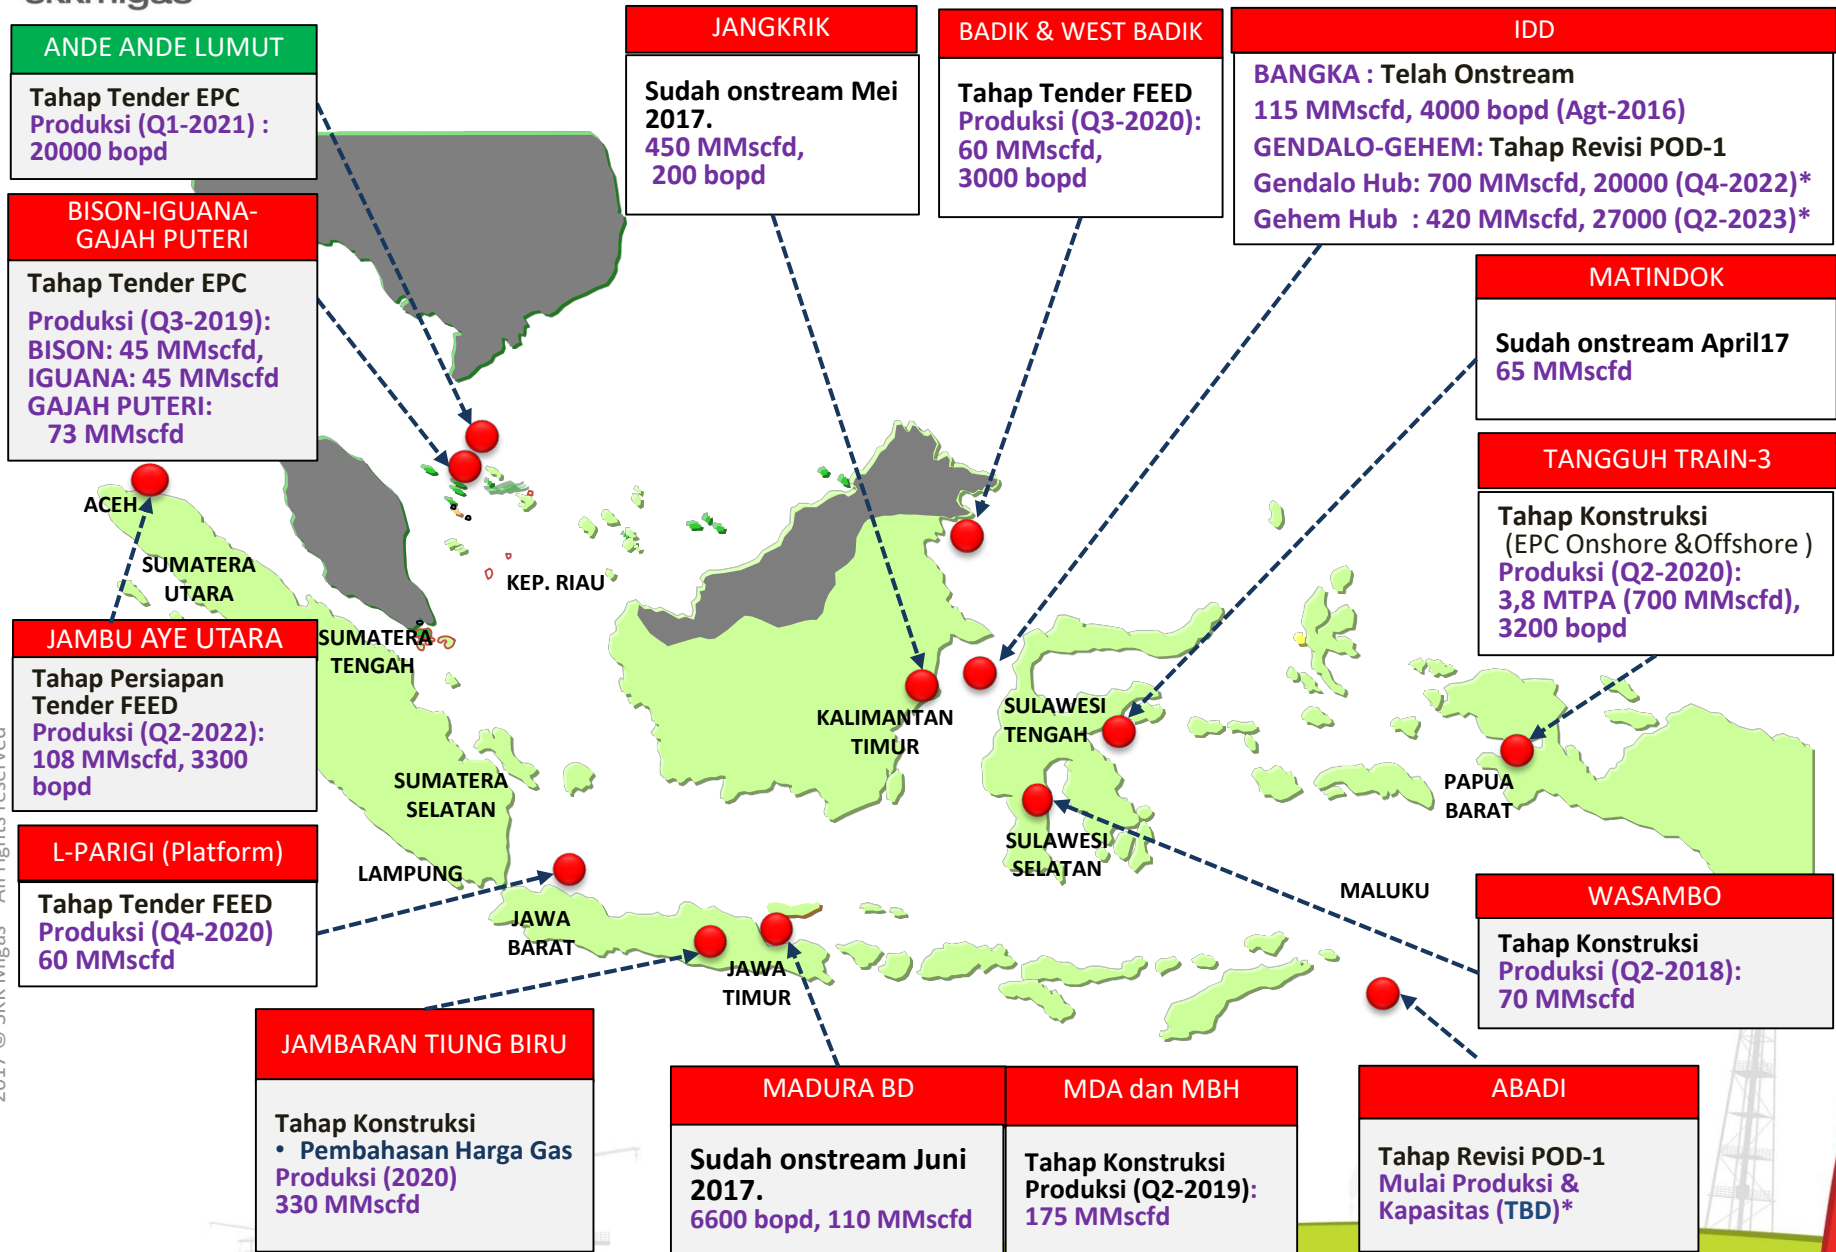 skkmigas
ANDE ANDE LUMUT
Tahap Tender EPC
Produksi (Q1-2021) :
20000 bopd
BISON-IGUANA-
GAJAH PUTERI
Tahap Tender EPC
Produksi (Q3-2019):
BISON: 45 MMscfd,
IGUANA: 45 MMscfd
GAJAH PUTERI:
73 MMscfd
JANGKRIK
Sudah onstream Mei
2017.
450 MMscfd,
200 bopd
BADIK & WEST BADIK
Tahap Tender FEED
Produksi (Q3-2020):
60 MMscfd,
3000 bopd
IDD
BANGKA : Telah Onstream
115 MMscfd, 4000 bopd (Agt-2016)
GENDALO-GEHEM: Tahap Revisi POD-1
Gendalo Hub: 700 MMscfd, 20000 (Q4-2022)*
Gehem Hub : 420 MMscfd, 27000 (Q2-2023)*
MATINDOK
Sudah onstream April17
65 MMscfd
TANGGUH TRAIN-3
Tahap Konstruksi
(EPC Onshore &Offshore )
Produksi (Q2-2020):
3,8 MTPA (700 MMscfd),
3200 bopd
ACEH
SUMATERA
UTARA
KEP. RIAU
SUMATERA
TENGAH
JAMBU AYE UTARA
Tahap Persiapan
Tender FEED
Produksi (Q2-2022):
108 MMscfd, 3300
bopd
KALIMANTAN
TIMUR
SULAWESI
TENGAH
SUMATERA
SELATAN
PAPUA
BARAT
SULAWESI
SELATAN
LAMPUNG
MALUKU
JAWA
BARAT
JAWA
TIMUR
L-PARIGI (Platform)
Tahap Tender FEED
Produksi (Q4-2020)
60 MMscfd
WASAMBO
Tahap Konstruksi
Produksi (Q2-2018):
70 MMscfd
JAMBARAN TIUNG BIRU
Tahap Konstruksi
• Pembahasan Harga Gas
Produksi (2020)
330 MMscfd
MADURA BD
Sudah onstream Juni
2017.
6600 bopd, 110 MMscfd
MDA dan MBH
Tahap Konstruksi
Produksi (Q2-2019):
175 MMscfd
ABADI
Tahap Revisi POD-1
Mulai Produksi &
Kapasitas (TBD)*
2017 © SKK Migas All rights reserved